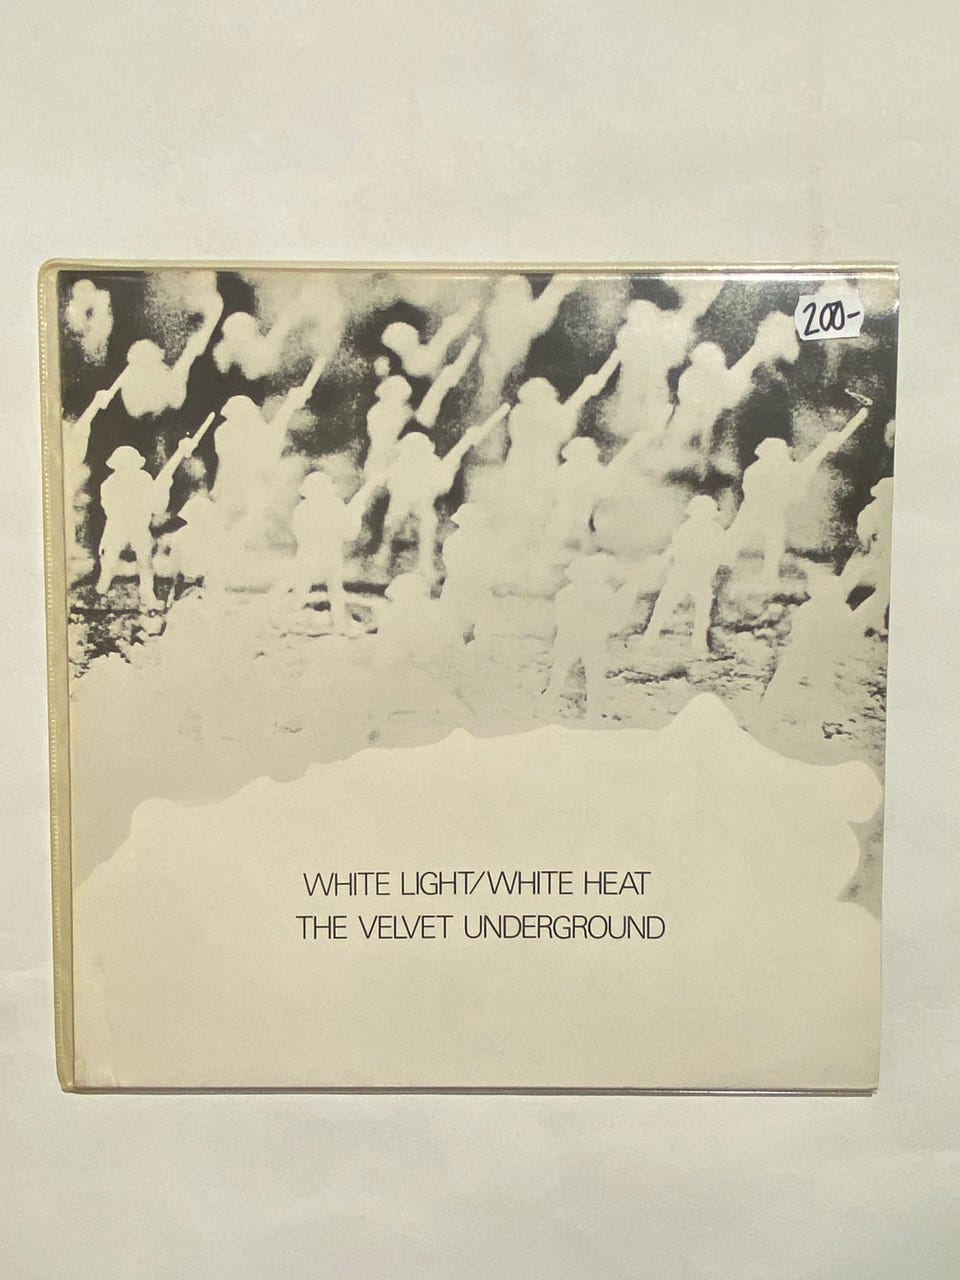 200-
WHITE LIGHT/WHITE HEAT
THE VELVET UNDERGROUND